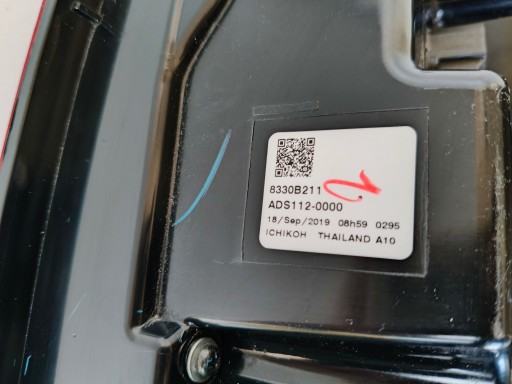 8330B211
ADS112-0000
18/Sep/2019 08h59 0295
ICHIKOH THAILAND A10